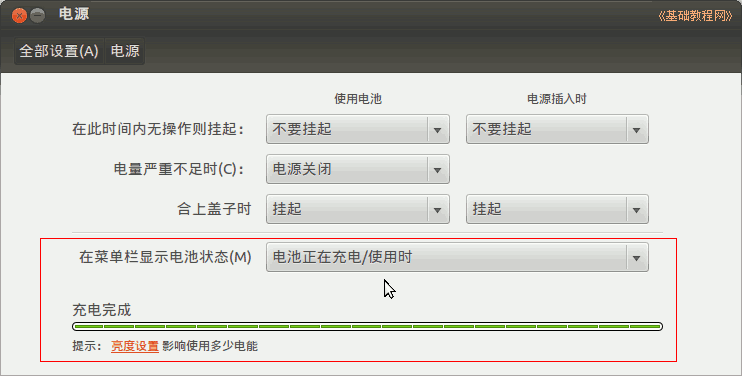 电源
《基础教程网》
全部设置(A) 电源
使用电池 电源插入时
在此时间内无操作则挂起： 不要挂起 不要挂起
电量严重不足时(C)： 电源关闭
合上盖子时 挂起 挂起
在菜单栏显示电池状态(M) 电池正在充电/使用时
充电完成
提示： 亮度设置 影响使用多少电能